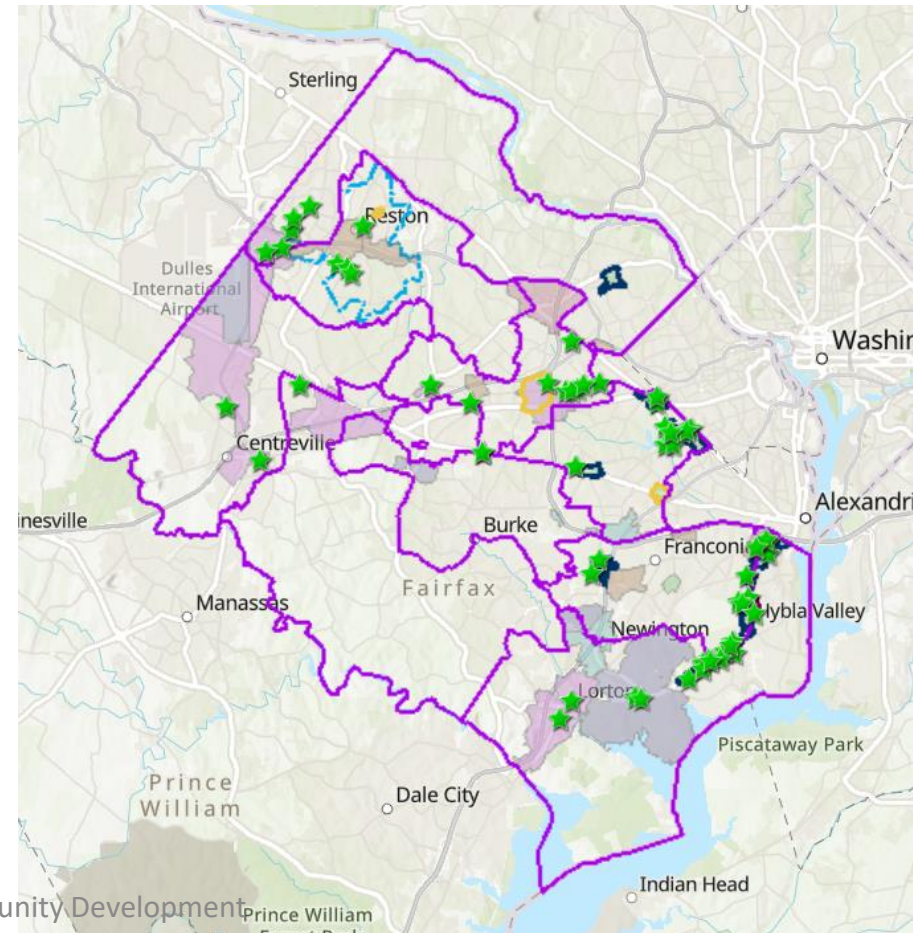 Sterling
Reston
Dulles
International
Airport
Washin
Centreville
Alexandri
inesville
Burke
Franconi
Fairfax
Manassas
Hybla Valley
Newington
Lorton
Piscataway Park
Prince
William
Dale City
Indian Head
unity Development
Prince William